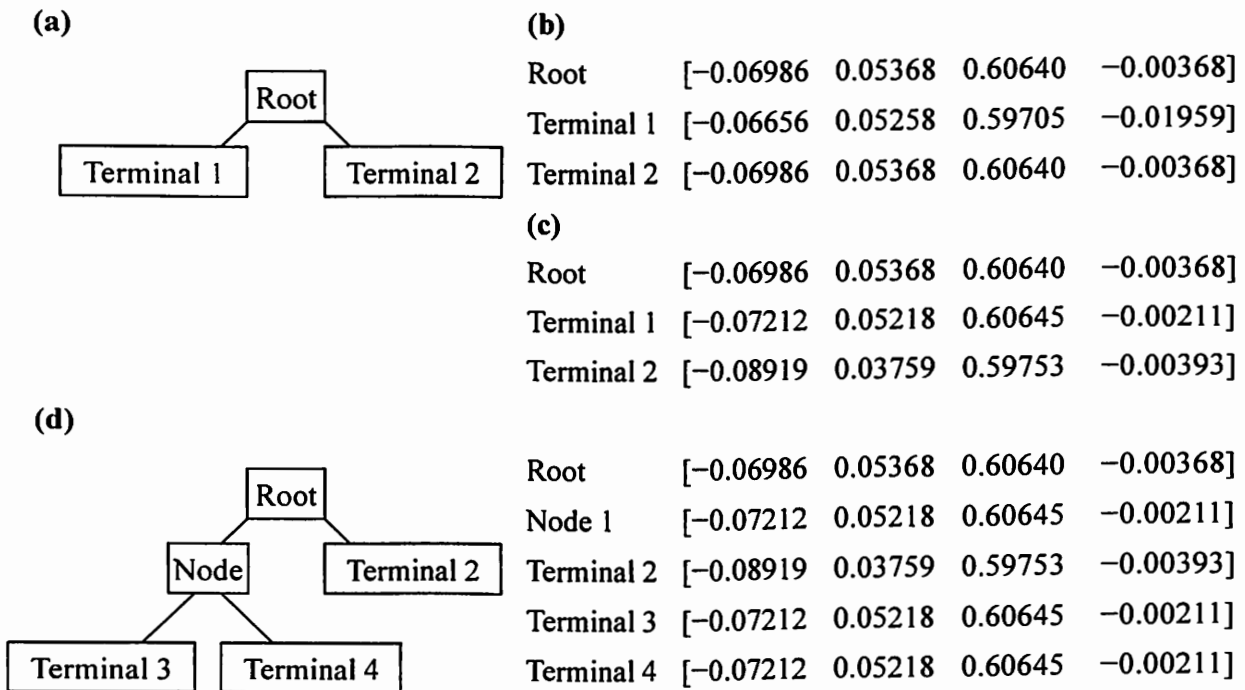 (a)
Root
Terminal 1
Terminal 2
(b)
Root [−0.06986 0.05368 0.60640 −0.00368]
Terminal 1 [−0.06656 0.05258 0.59705 −0.01959]
Terminal 2 [−0.06986 0.05368 0.60640 −0.00368]
(c)
Root [−0.06986 0.05368 0.60640 −0.00368]
Terminal 1 [−0.07212 0.05218 0.60645 −0.00211]
Terminal 2 [−0.08919 0.03759 0.59753 −0.00393]
(d)
Root
Node
Terminal 2
Terminal 3
Terminal 4
Root [−0.06986 0.05368 0.60640 −0.00368]
Node 1 [−0.07212 0.05218 0.60645 −0.00211]
Terminal 2 [−0.08919 0.03759 0.59753 −0.00393]
Terminal 3 [−0.07212 0.05218 0.60645 −0.00211]
Terminal 4 [−0.07212 0.05218 0.60645 −0.00211]